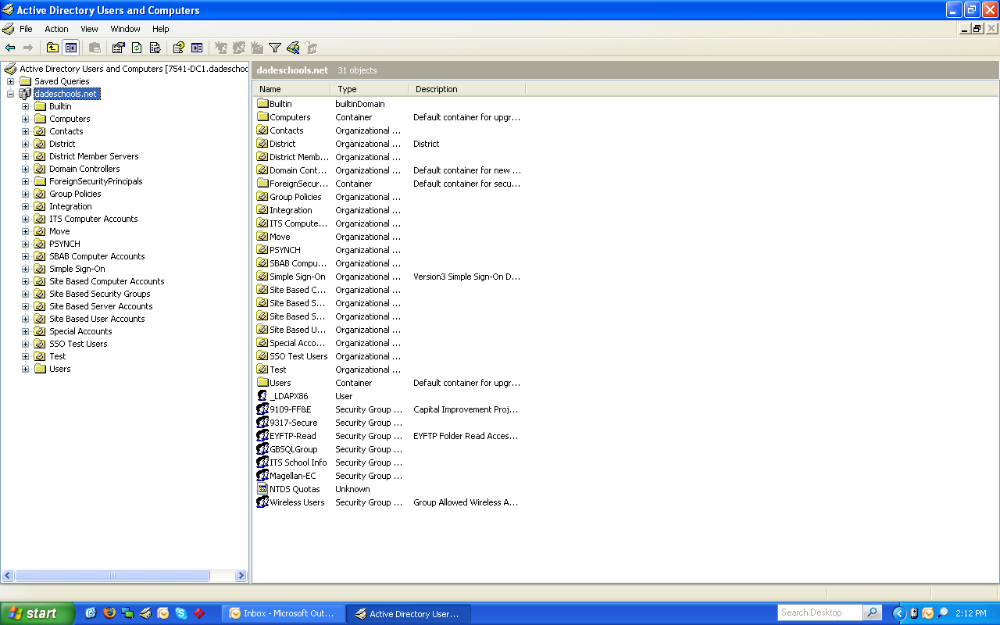 Active Directory Users and Computers
File Action View Window Help
Active Directory Users and Computers [7541-DC1.dadeschoo
Saved Queries
dadeschools.net
Builtin
Computers
Contacts
District
District Member Servers
Domain Controllers
ForeignSecurityPrincipals
Group Policies
Integration
ITS Computer Accounts
Move
PSYNCH
SBAB Computer Accounts
Simple Sign-On
Site Based Computer Accounts
Site Based Security Groups
Site Based Server Accounts
Site Based User Accounts
Special Accounts
SSO Test Users
Test
Users
dadeschools.net 31 objects
Name Type Description
Builtin builtinDomain
Computers Container Default container for upgr...
Contacts Organizational ...
District Organizational ... District
District Memb... Organizational ...
Domain Cont... Organizational ... Default container for new ...
ForeignSecur... Container Default container for secu...
Group Policies Organizational ...
Integration Organizational ...
ITS Compute... Organizational ...
Move Organizational ...
PSYNCH Organizational ...
SBAB Compu... Organizational ...
Simple Sign-On Organizational ... Version3 Simple Sign-On D...
Site Based C... Organizational ...
Site Based S... Organizational ...
Site Based S... Organizational ...
Site Based U... Organizational ...
Special Acco... Organizational ...
SSO Test Users Organizational ...
Test Organizational ...
Users Container Default container for upgr...
_LDAPX86 User
9109-FF&E Security Group ... Capital Improvement Proj...
9317-Secure Security Group ...
EYFTP-Read Security Group ... EYFTP Folder Read Acces...
GBSQLGroup Security Group ...
ITS School Info Security Group ...
Magellan-EC Security Group ...
NTDS Quotas Unknown
Wireless Users Security Group ... Group Allowed Wireless A...
start Inbox - Microsoft Out... Active Directory User... Search Desktop 2:12 PM